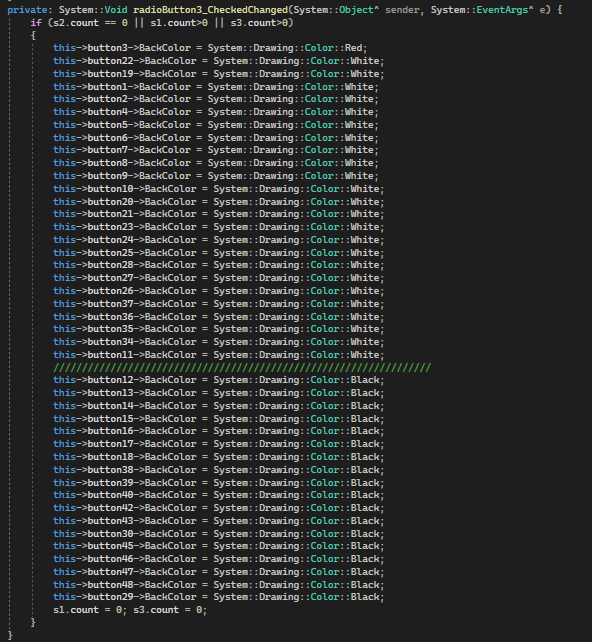 private: System::Void radioButton3_CheckedChanged(System::Object^ sender, System::EventArgs^ e) {
if (s2.count == 0 || s1.count>0 || s3.count>0)
{
this->button3->BackColor = System::Drawing::Color::Red;
this->button22->BackColor = System::Drawing::Color::White;
this->button19->BackColor = System::Drawing::Color::White;
this->button1->BackColor = System::Drawing::Color::White;
this->button2->BackColor = System::Drawing::Color::White;
this->button4->BackColor = System::Drawing::Color::White;
this->button5->BackColor = System::Drawing::Color::White;
this->button6->BackColor = System::Drawing::Color::White;
this->button7->BackColor = System::Drawing::Color::White;
this->button8->BackColor = System::Drawing::Color::White;
this->button9->BackColor = System::Drawing::Color::White;
this->button10->BackColor = System::Drawing::Color::White;
this->button20->BackColor = System::Drawing::Color::White;
this->button21->BackColor = System::Drawing::Color::White;
this->button23->BackColor = System::Drawing::Color::White;
this->button24->BackColor = System::Drawing::Color::White;
this->button25->BackColor = System::Drawing::Color::White;
this->button28->BackColor = System::Drawing::Color::White;
this->button27->BackColor = System::Drawing::Color::White;
this->button26->BackColor = System::Drawing::Color::White;
this->button37->BackColor = System::Drawing::Color::White;
this->button36->BackColor = System::Drawing::Color::White;
this->button35->BackColor = System::Drawing::Color::White;
this->button34->BackColor = System::Drawing::Color::White;
this->button11->BackColor = System::Drawing::Color::White;
//////////////////////////////////////////////////////////////////
this->button12->BackColor = System::Drawing::Color::Black;
this->button13->BackColor = System::Drawing::Color::Black;
this->button14->BackColor = System::Drawing::Color::Black;
this->button15->BackColor = System::Drawing::Color::Black;
this->button16->BackColor = System::Drawing::Color::Black;
this->button17->BackColor = System::Drawing::Color::Black;
this->button18->BackColor = System::Drawing::Color::Black;
this->button38->BackColor = System::Drawing::Color::Black;
this->button39->BackColor = System::Drawing::Color::Black;
this->button40->BackColor = System::Drawing::Color::Black;
this->button42->BackColor = System::Drawing::Color::Black;
this->button43->BackColor = System::Drawing::Color::Black;
this->button30->BackColor = System::Drawing::Color::Black;
this->button45->BackColor = System::Drawing::Color::Black;
this->button46->BackColor = System::Drawing::Color::Black;
this->button47->BackColor = System::Drawing::Color::Black;
this->button48->BackColor = System::Drawing::Color::Black;
this->button29->BackColor = System::Drawing::Color::Black;
s1.count = 0; s3.count = 0;
}
}